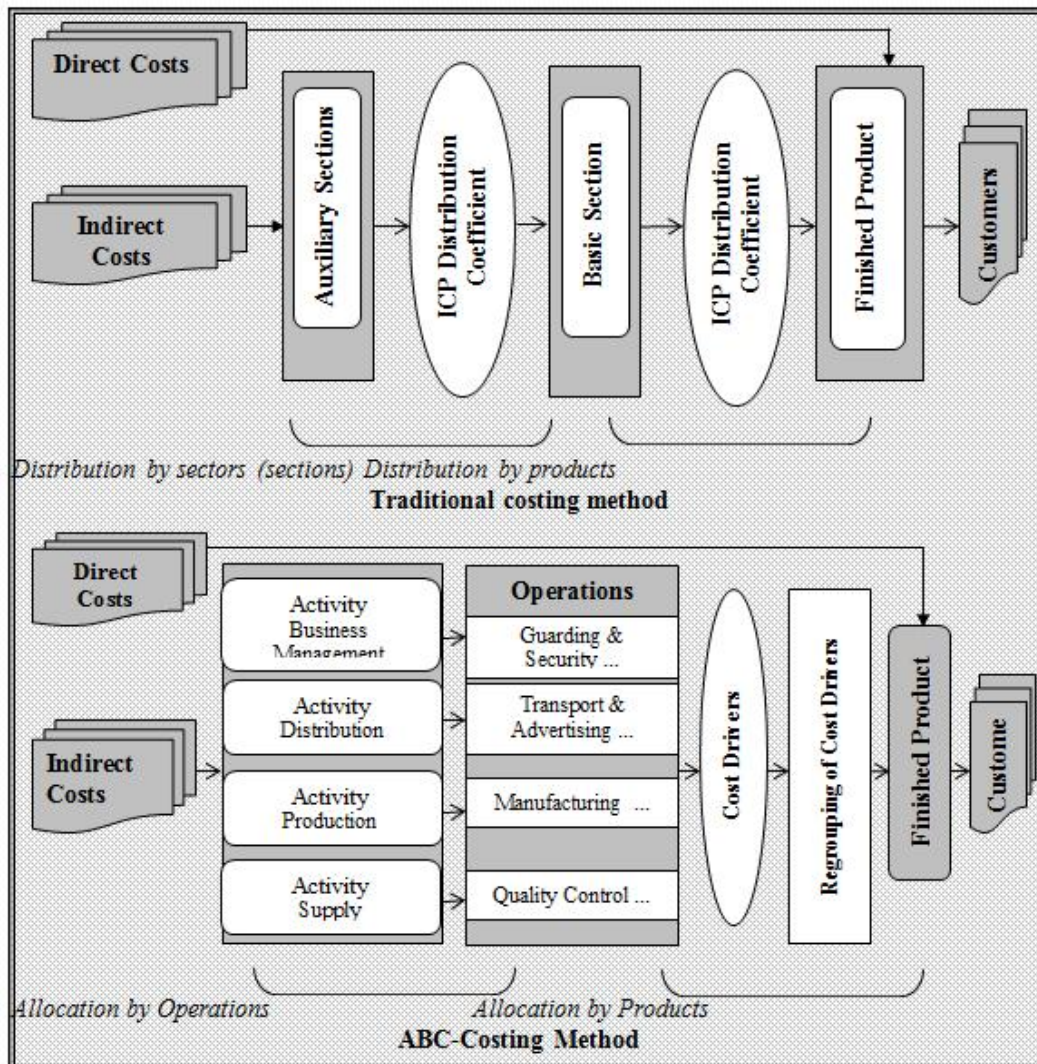 Direct Costs
Indirect
Costs
Auxiliary Sections
ICP Distribution
Coefficient
Basic Section
ICP Distribution
Coefficient
Finished Product
Customers
Distribution by sectors (sections) Distribution by products
Traditional costing method
Direct
Costs
Indirect
Costs
Activity
Business
Management
Activity
Distribution
Activity
Production
Activity
Supply
Operations
Guarding &
Security ...
Transport &
Advertising ...
Manufacturing ...
Quality Control ...
Cost Drivers
Regrouping of Cost Drivers
Finished Product
Custome
Allocation by Operations
Allocation by Products
ABC-Costing Method